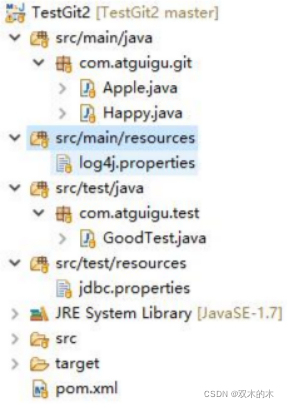 TestGit2 [TestGit2 master]
src/main/java
com.atguigu.git
Apple.java
Happy.java
src/main/resources
log4j.properties
src/test/java
com.atguigu.test
GoodTest.java
src/test/resources
jdbc.properties
JRE System Library [JavaSE-1.7]
src
target
pom.xml
CSDN @双木的木